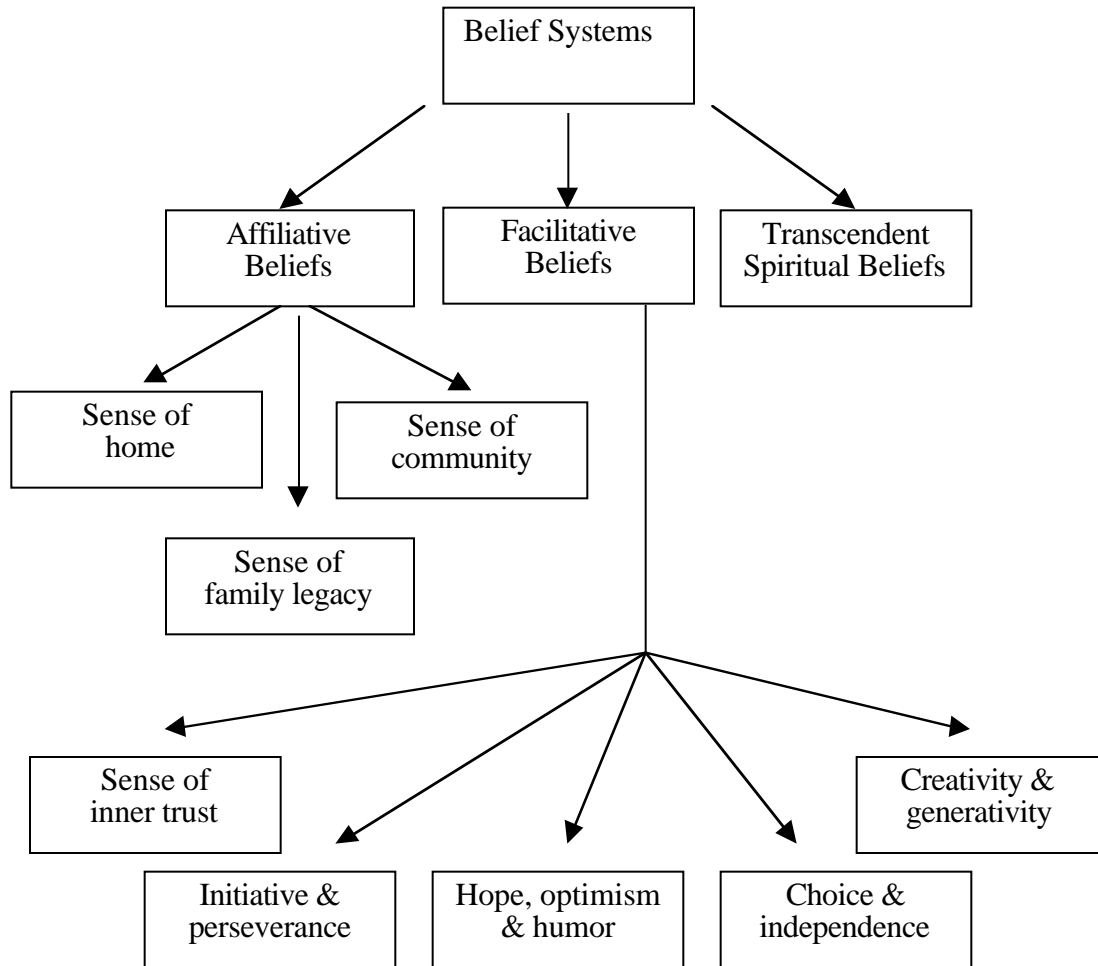 Belief Systems
Affiliative
Beliefs
Facilitative
Beliefs
Transcendent
Spiritual Beliefs
Sense of
home
Sense of
community
Sense of
family legacy
Sense of
inner trust
Creativity &
generativity
Initiative &
perseverance
Hope, optimism
& humor
Choice &
independence